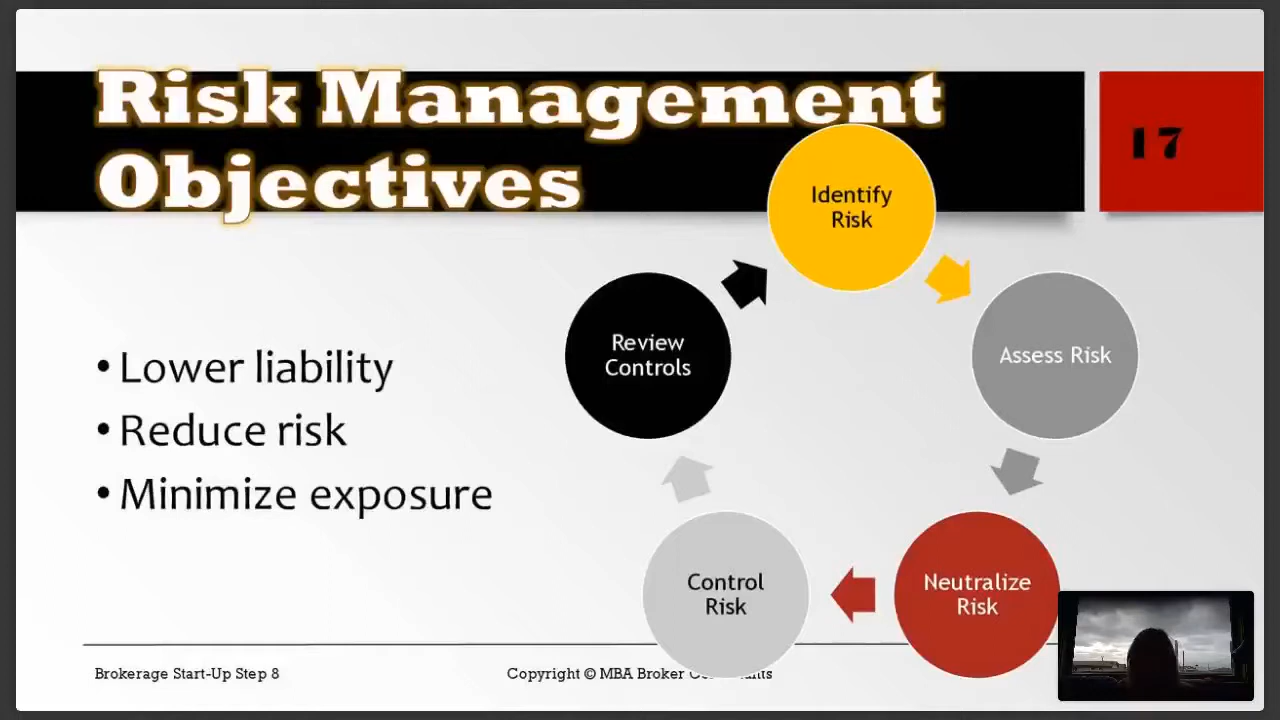 Risk Management
Objectives
17
Identify
Risk
Assess Risk
Neutralize
Risk
Control
Risk
Review
Controls
• Lower liability
• Reduce risk
• Minimize exposure
Brokerage Start-Up Step 8
Copyright © MBA Broker